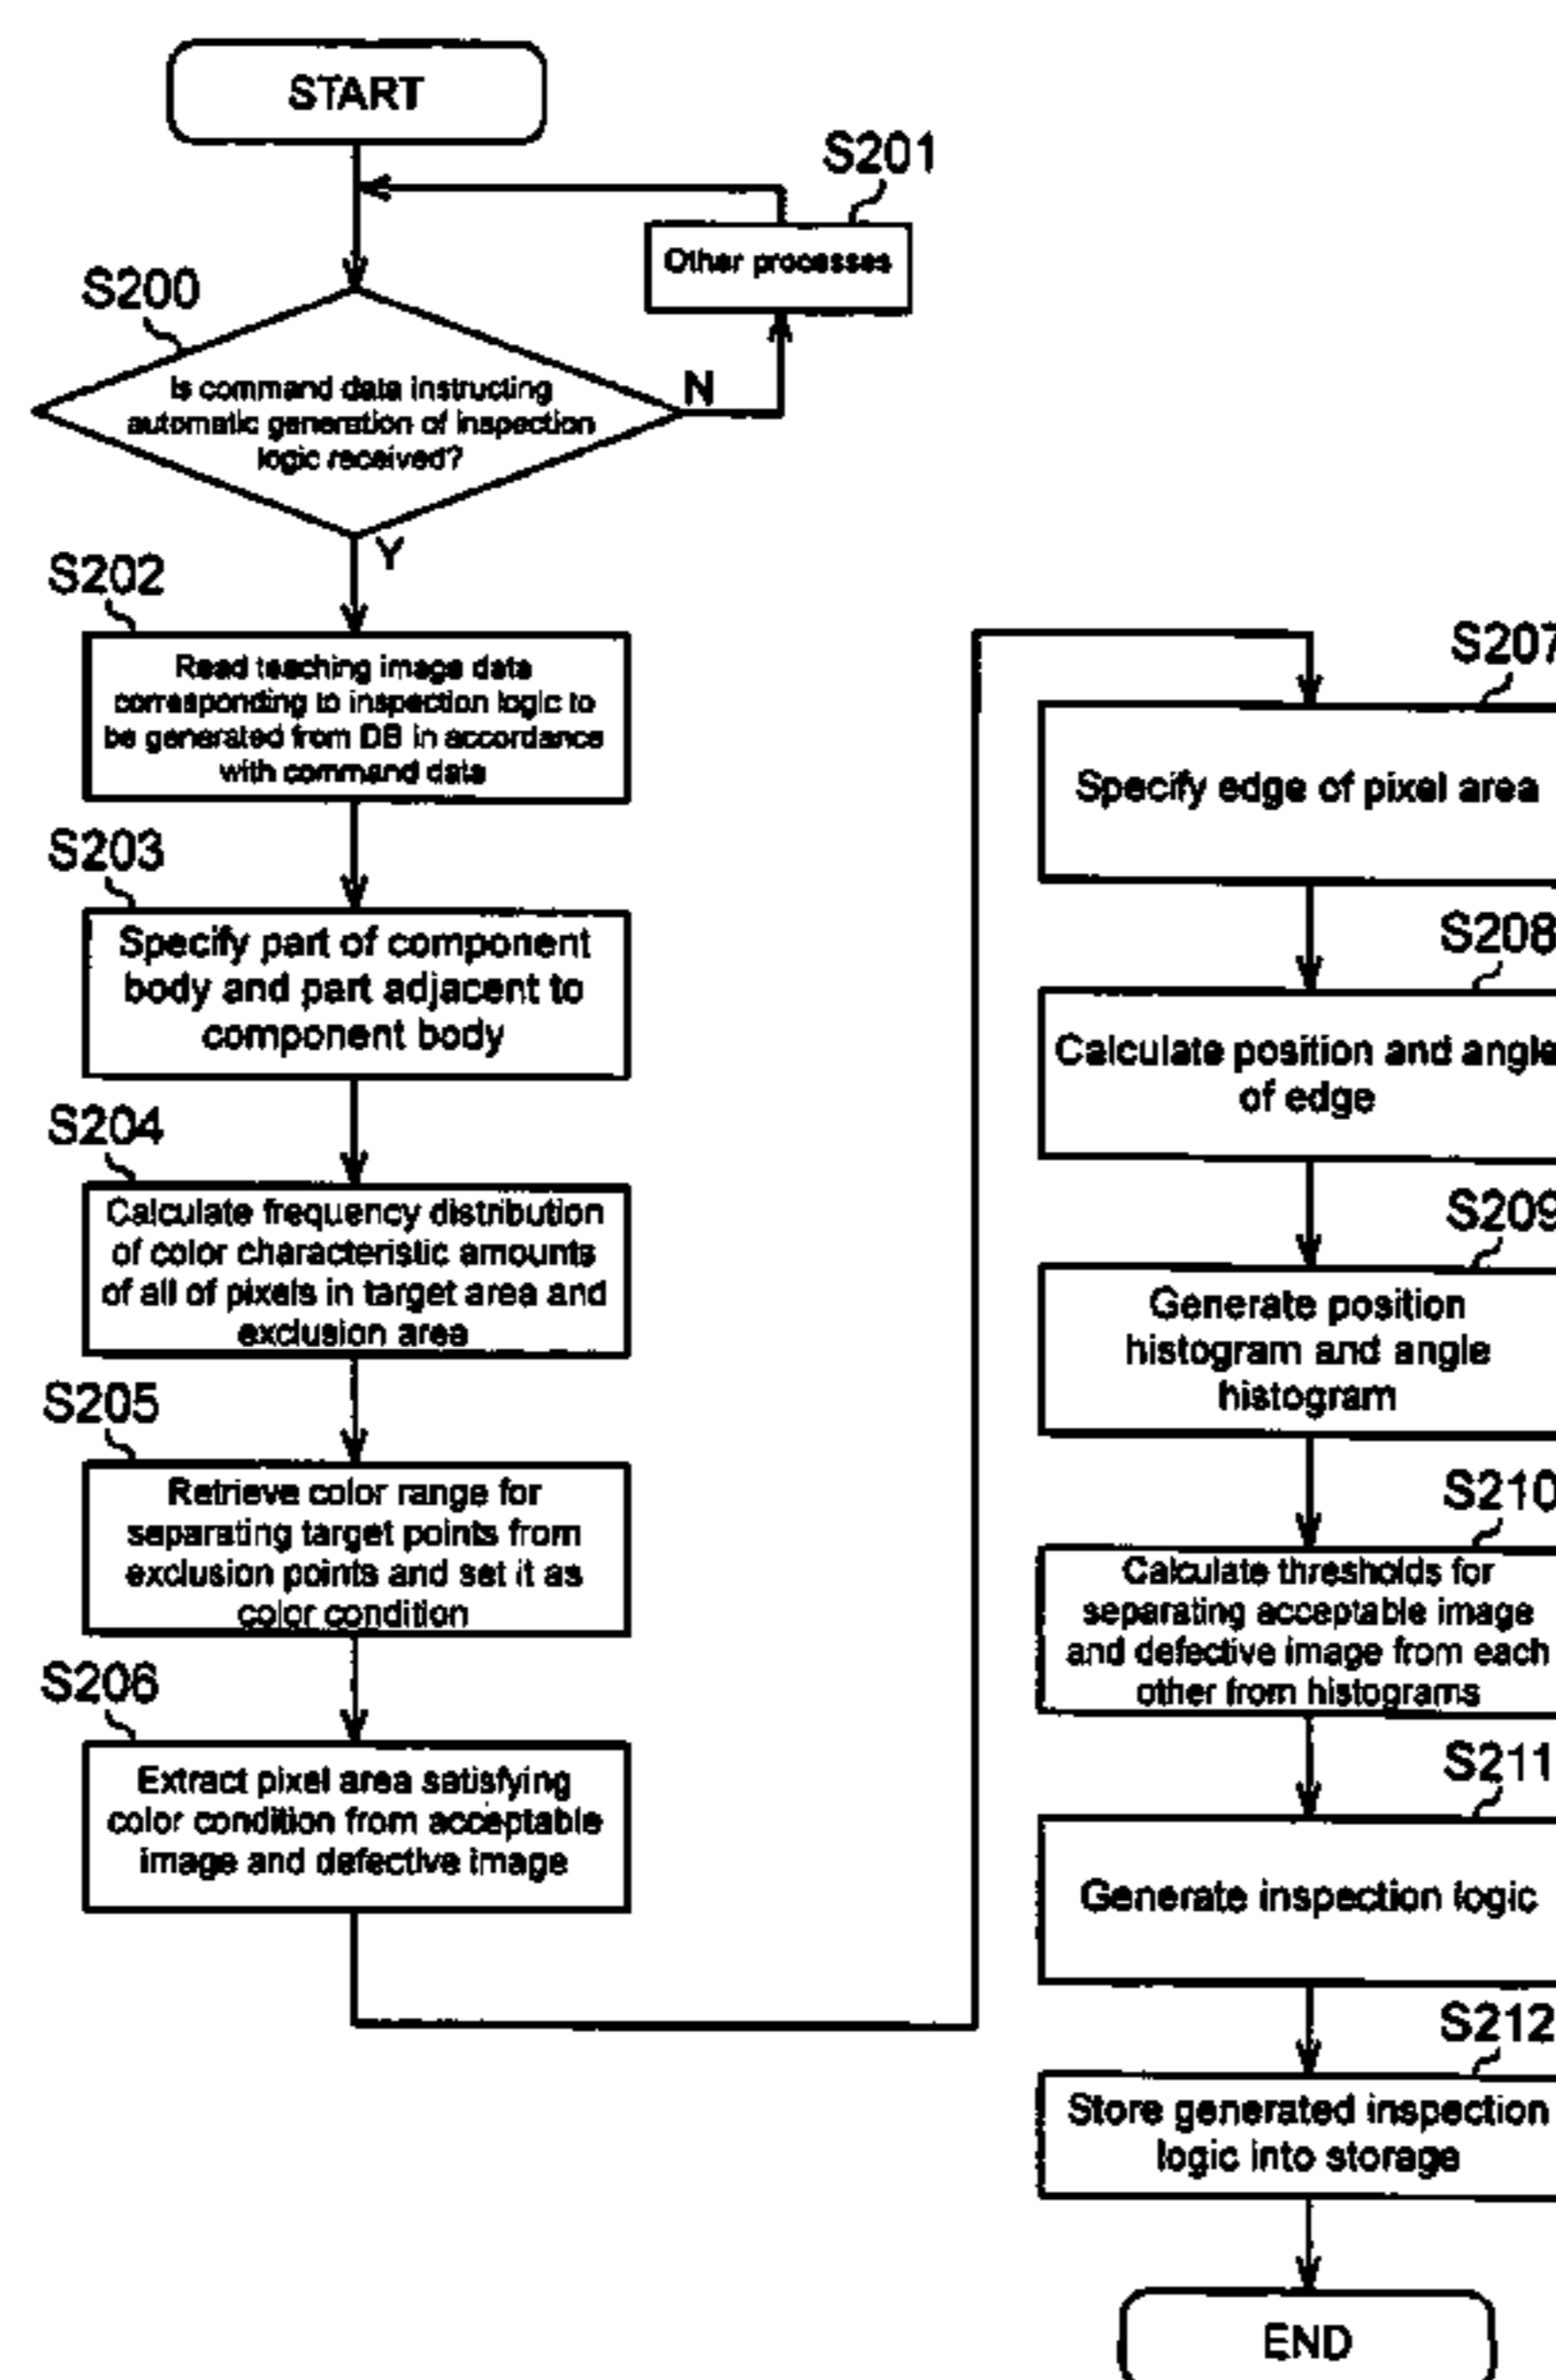 START
S201
Other processes
S200
Is command data instructing
automatic generation of inspection
logic received?
N
Y
S202
Read teaching image data
corresponding to inspection logic to
be generated from DB in accordance
with command data
S203
Specify part of component
body and part adjacent to
component body
S204
Calculate frequency distribution
of color characteristic amounts
of all of pixels in target area and
exclusion area
S205
Retrieve color range for
separating target points from
exclusion points and set it as
color condition
S206
Extract pixel area satisfying
color condition from acceptable
image and defective image
S207
Specify edge of pixel area
S208
Calculate position and angle
of edge
S209
Generate position
histogram and angle
histogram
S210
Calculate thresholds for
separating acceptable image
and defective image from each
other from histograms
S211
Generate inspection logic
S212
Store generated inspection
logic into storage
END